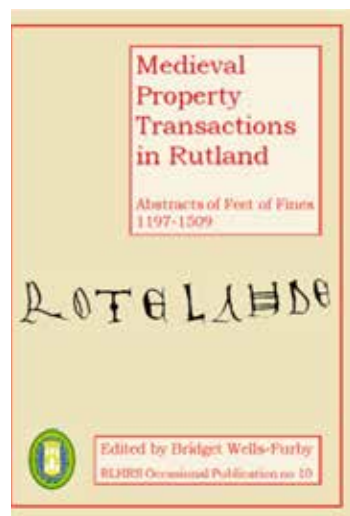 Medieval
Property
Transactions
in Rutland
Abstracts of Feet of Fines
1197-1509
ROTELANDE
Edited by Bridget Wells-Furby
RLHRS Occasional Publication no 10